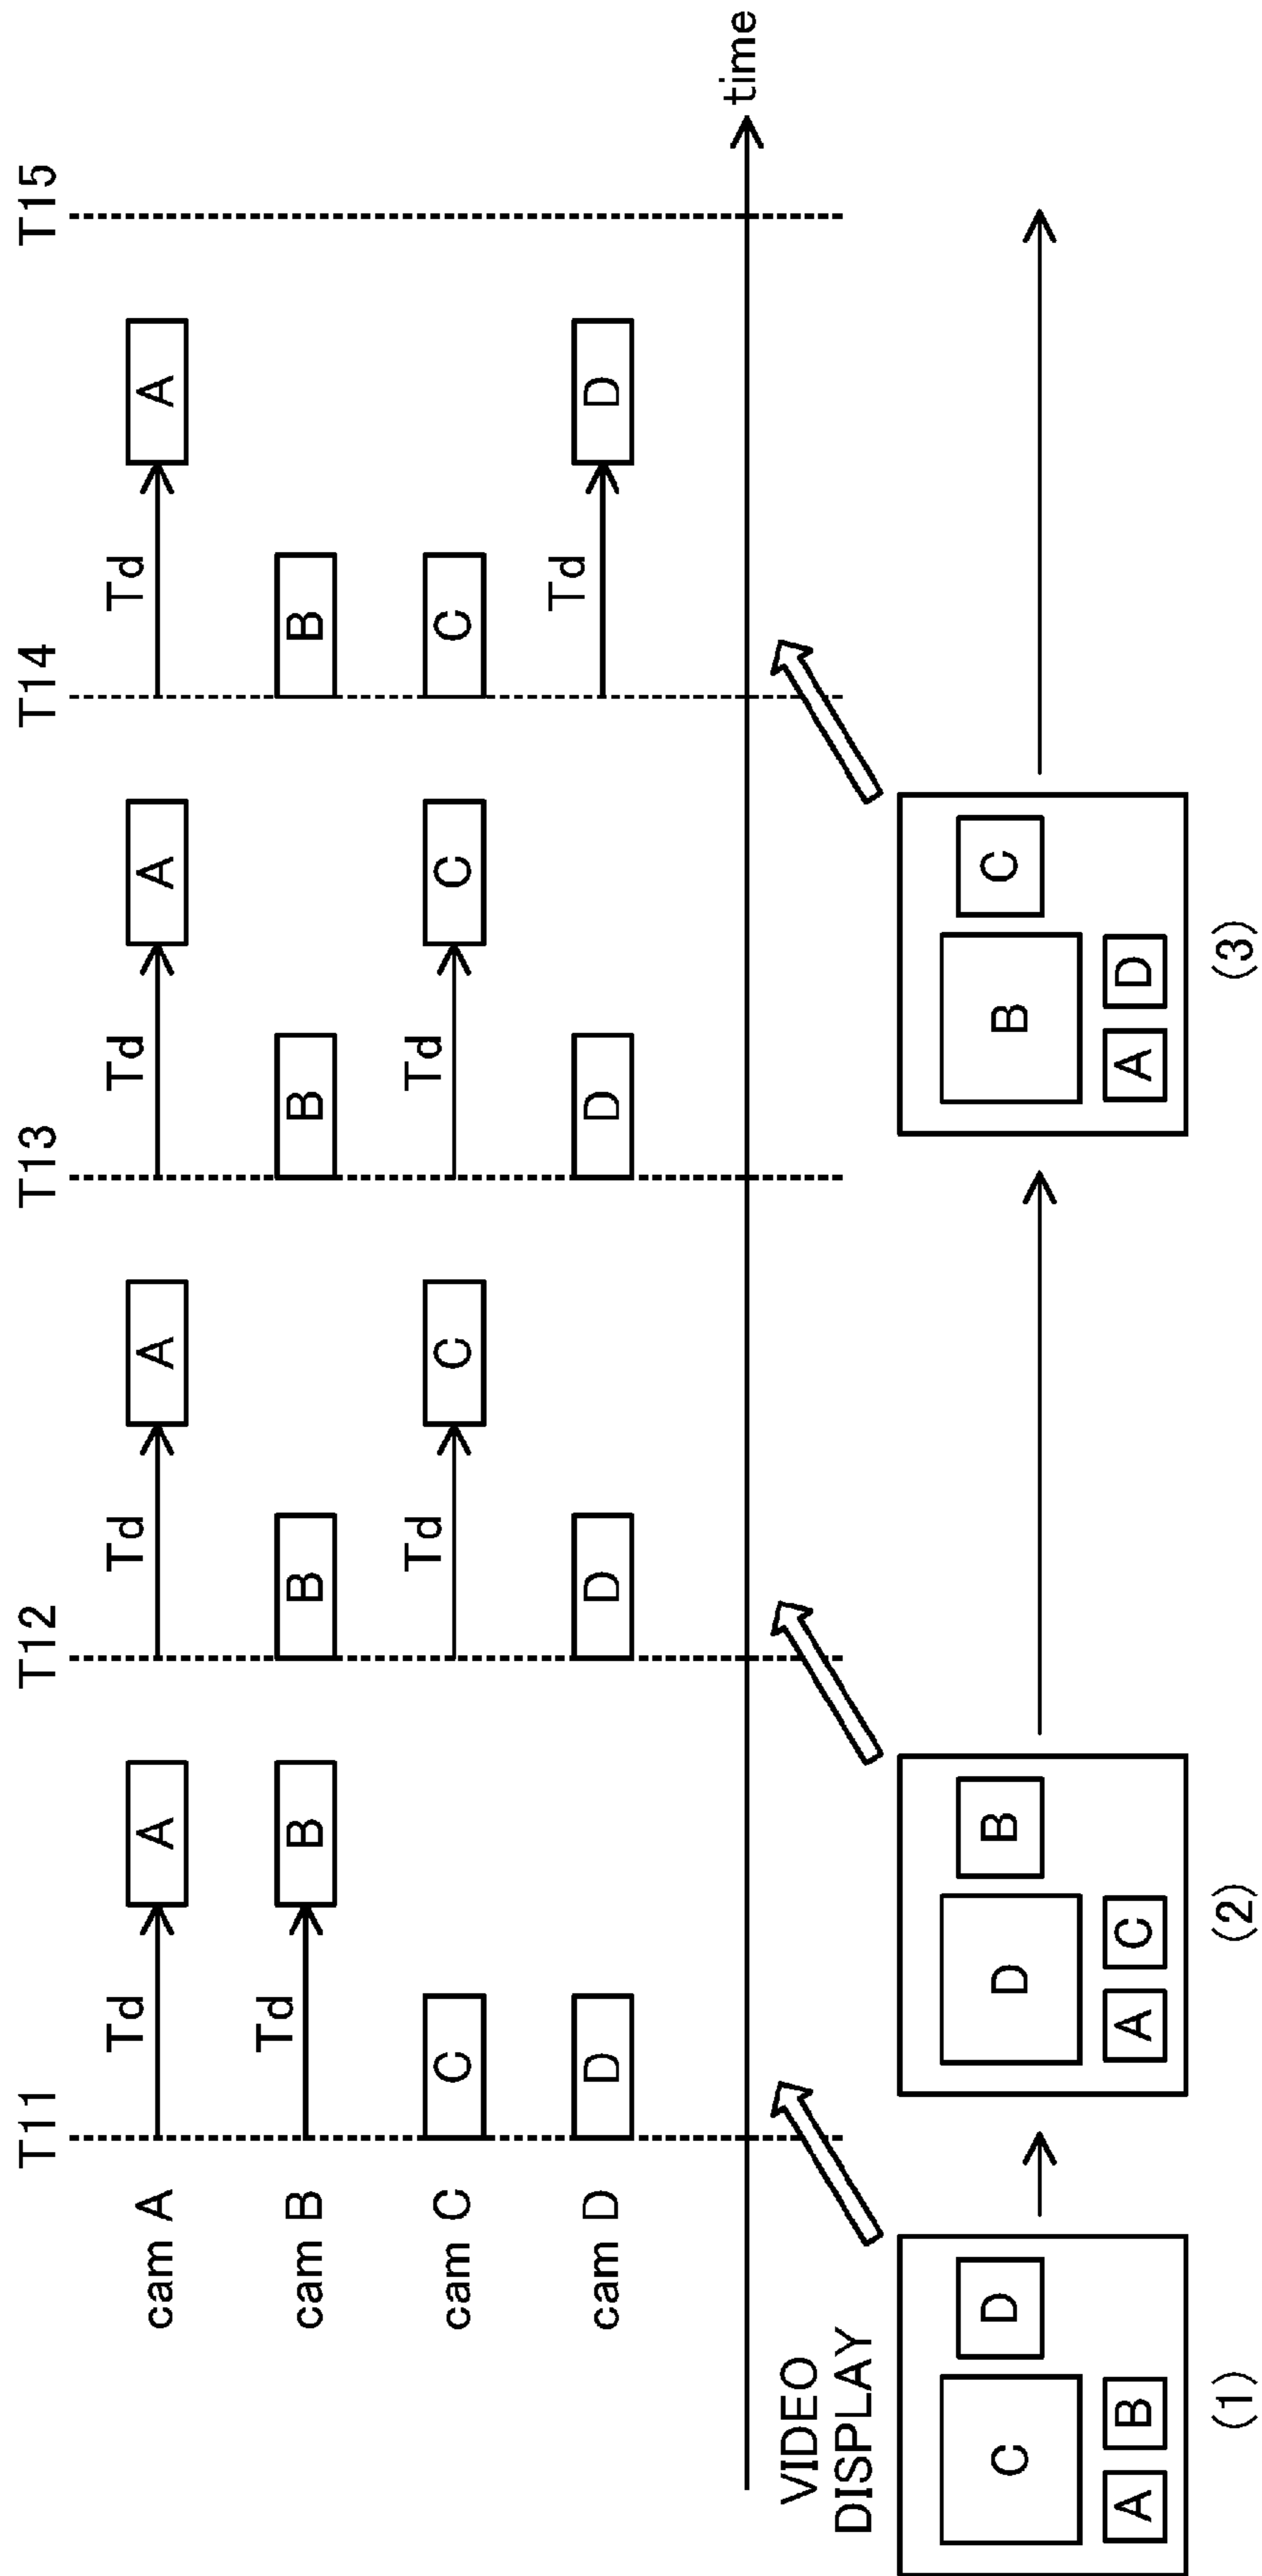 T11 T12 T13 T14 T15
cam A Td A Td A Td A Td A
cam B Td B B B B
cam C C Td C Td C C
cam D D D D Td D
time
VIDEO
DISPLAY
C D D B B C
A B A C A D
(1) (2) (3)